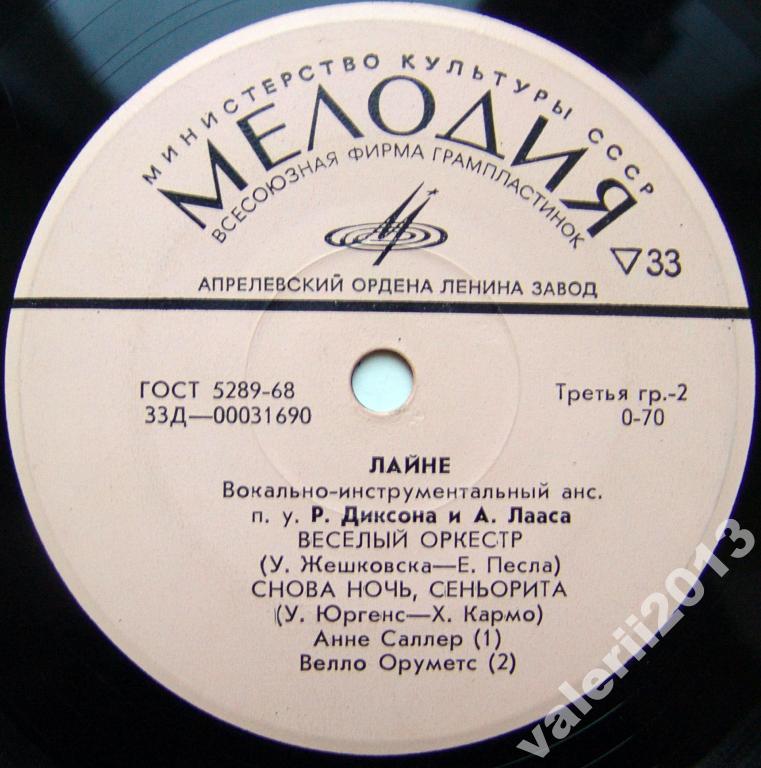 МИНИСТЕРСТВО КУЛЬТУРЫ СССР
МЕЛОДИЯ
ВСЕСОЮЗНАЯ ФИРМА ГРАМПЛАСТИНОК
▽33
АПРЕЛЕВСКИЙ ОРДЕНА ЛЕНИНА ЗАВОД
ГОСТ 5289-68
33Д—00031690
Третья гр.-2
0-70
ЛАЙНЕ
Вокально-инструментальный анс.
п. у. Р. Диксона и А. Лааса
ВЕСЕЛЫЙ ОРКЕСТР
(У. Жешковска—Е. Песла)
СНОВА НОЧЬ, СЕНЬОРИТА
(У. Юргенс—Х. Кармо)
Анне Саллер (1)
Велло Оруметс (2)
valerii2013